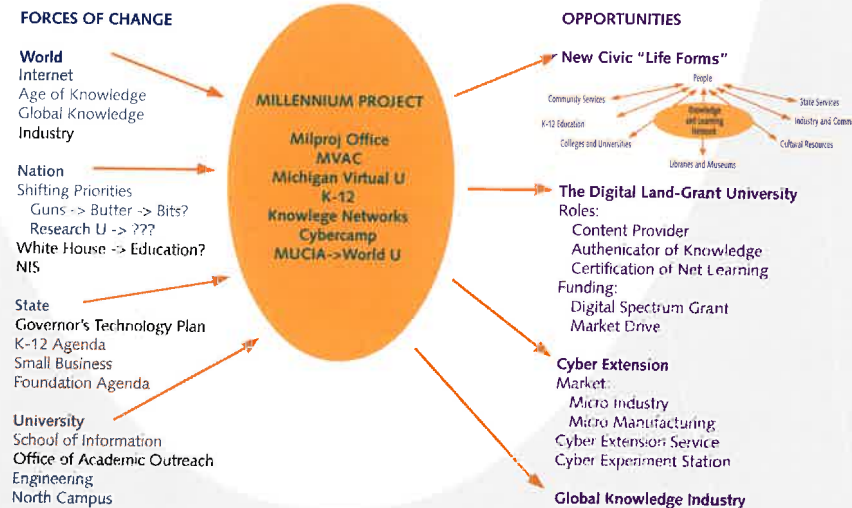 FORCES OF CHANGE
World
Internet
Age of Knowledge
Global Knowledge
Industry
Nation
Shifting Priorities
Guns -> Butter -> Bits?
Research U -> ???
White House -> Education?
NIS
State
Governor's Technology Plan
K-12 Agenda
Small Business
Foundation Agenda
University
School of Information
Office of Academic Outreach
Engineering
North Campus
MILLENNIUM PROJECT
Milproj Office
MVAC
Michigan Virtual U
K-12
Knowlege Networks
Cybercamp
MUCIA->World U
OPPORTUNITIES
New Civic "Life Forms"
People
Community Services
State Services
K-12 Education
Knowledge
and Learning
Network
Industry and Comm
Colleges and Universities
Cultural Resources
Libraries and Museums
The Digital Land-Grant University
Roles:
Content Provider
Authenicator of Knowledge
Certification of Net Learning
Funding:
Digital Spectrum Grant
Market Drive
Cyber Extension
Market:
Micro Industry
Micro Manufacturing
Cyber Extension Service
Cyber Experiment Station
Global Knowledge Industry